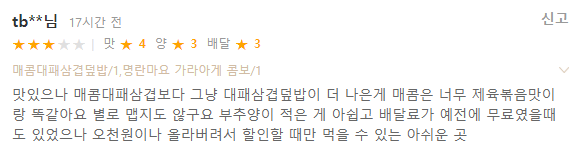 tb**님 17시간 전 신고
★★★★★ | 맛 ★ 4 양 ★ 3 배달 ★ 3
매콤대패삼겹덮밥/1,명란마요 가라아게 콤보/1
맛있으나 매콤대패삼겹보다 그냥 대패삼겹덮밥이 더 나은게 매콤은 너무 제육볶음맛이
랑 똑같아요 별로 맵지도 않구요 부추양이 적은 게 아쉽고 배달료가 예전에 무료였을때
도 있었으나 오천원이나 올라버려서 할인할 때만 먹을 수 있는 아쉬운 곳